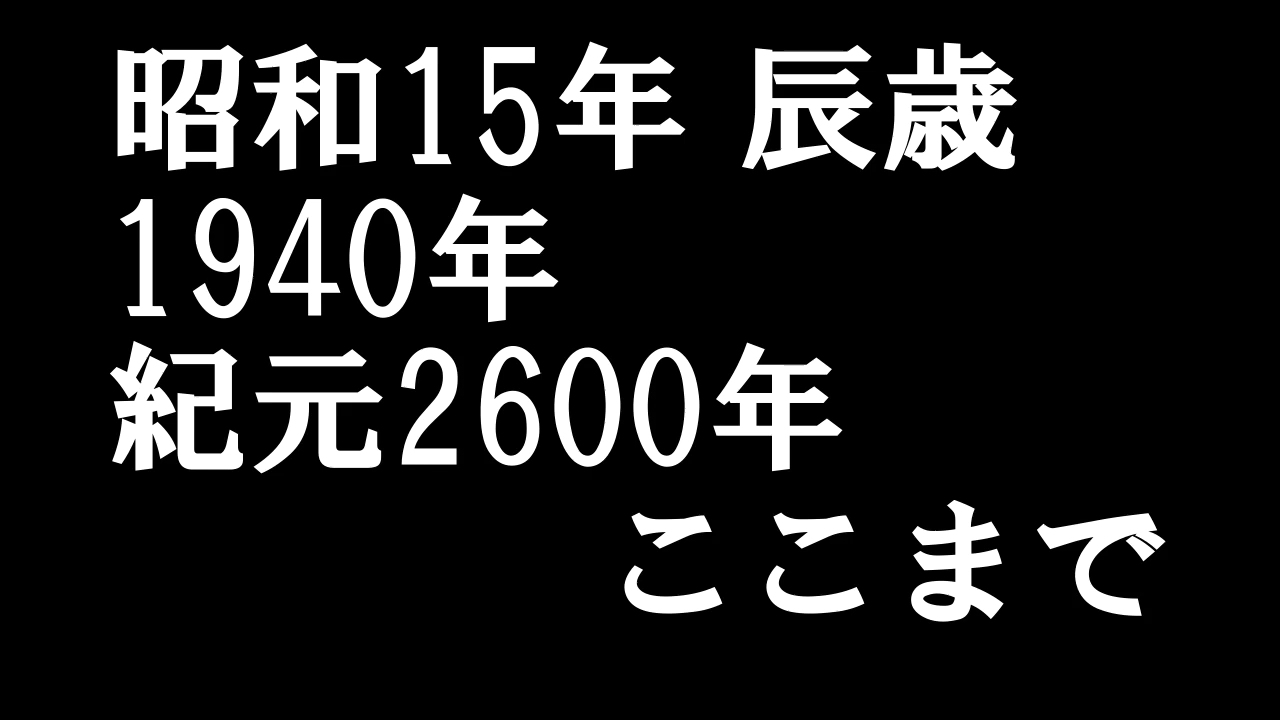 昭和15年 辰歳
1940年
紀元2600年
ここまで